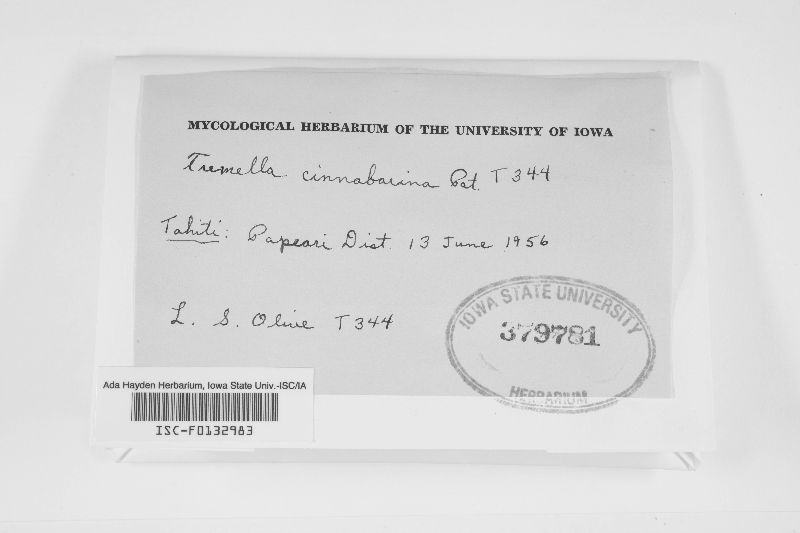 MYCOLOGICAL HERBARIUM OF THE UNIVERSITY OF IOWA
Tremella cinnabarina Pat. T344
Tahiti: Papeari Dist. 13 June 1956
L. S. Olive T344
IOWA STATE UNIVERSITY
379781
HERBARIUM
Ada Hayden Herbarium, Iowa State Univ.-ISC/IA
ISC-F0132983